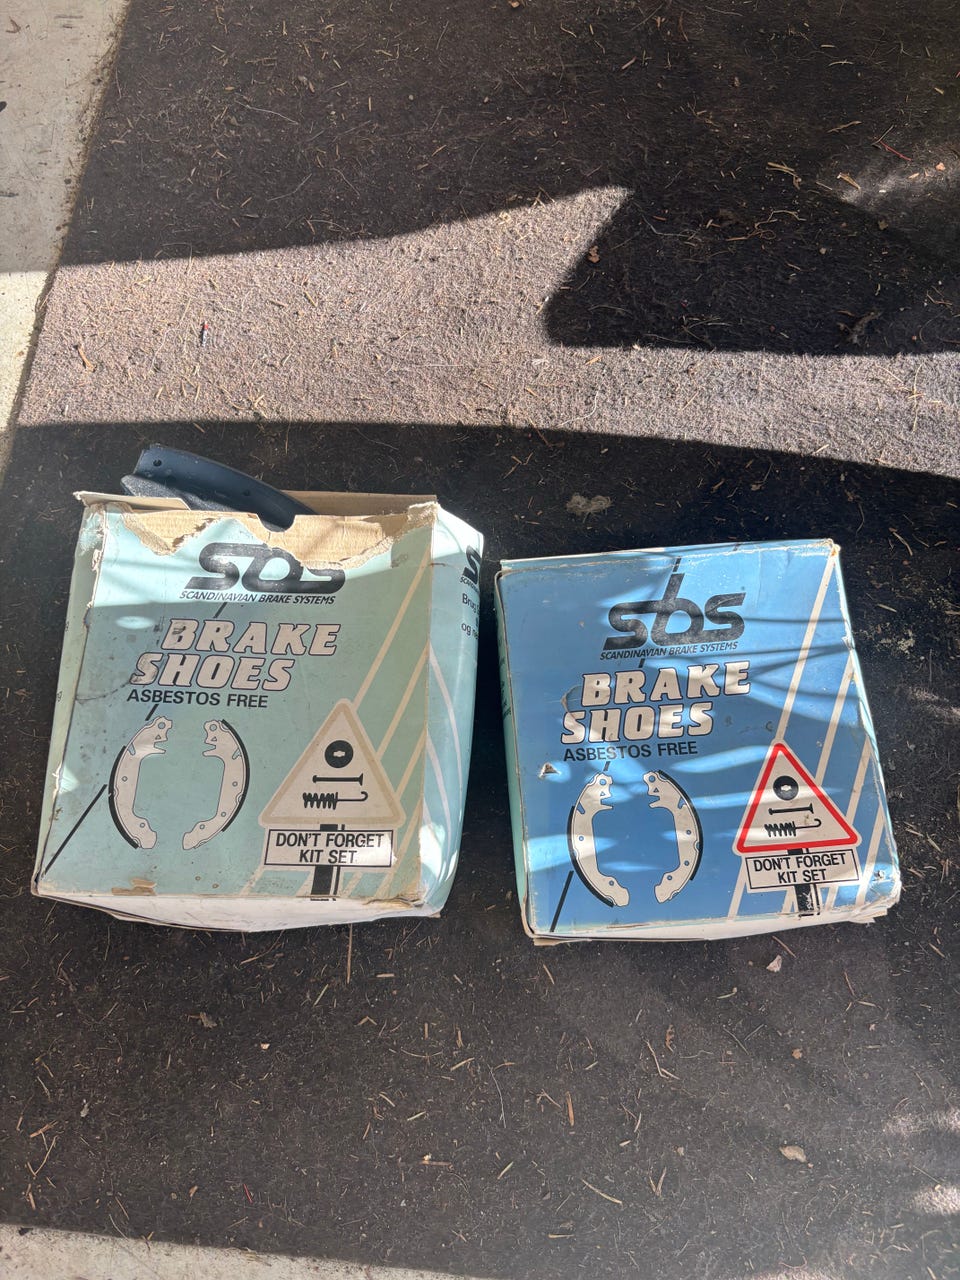 sbs
SCANDINAVIAN BRAKE SYSTEMS
BRAKE
SHOES
ASBESTOS FREE
DON'T FORGET
KIT SET
og
sbs
SCANDINAVIAN BRAKE SYSTEMS
BRAKE
SHOES
ASBESTOS FREE
DON'T FORGET
KIT SET